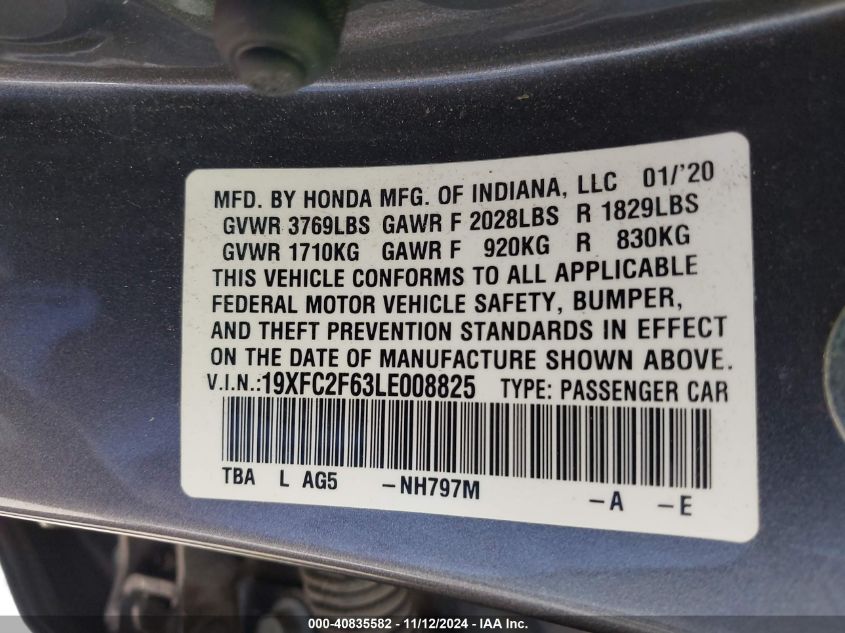 MFD. BY HONDA MFG. OF INDIANA, LLC 01/'20
GVWR 3769LBS GAWR F 2028LBS R 1829LBS
GVWR 1710KG GAWR F 920KG R 830KG
THIS VEHICLE CONFORMS TO ALL APPLICABLE
FEDERAL MOTOR VEHICLE SAFETY, BUMPER,
AND THEFT PREVENTION STANDARDS IN EFFECT
ON THE DATE OF MANUFACTURE SHOWN ABOVE.
V.I.N.:19XFC2F63LE008825 TYPE: PASSENGER CAR
TBA L AG5 -NH797M -A -E
000-40835582 - 11/12/2024 - IAA Inc.